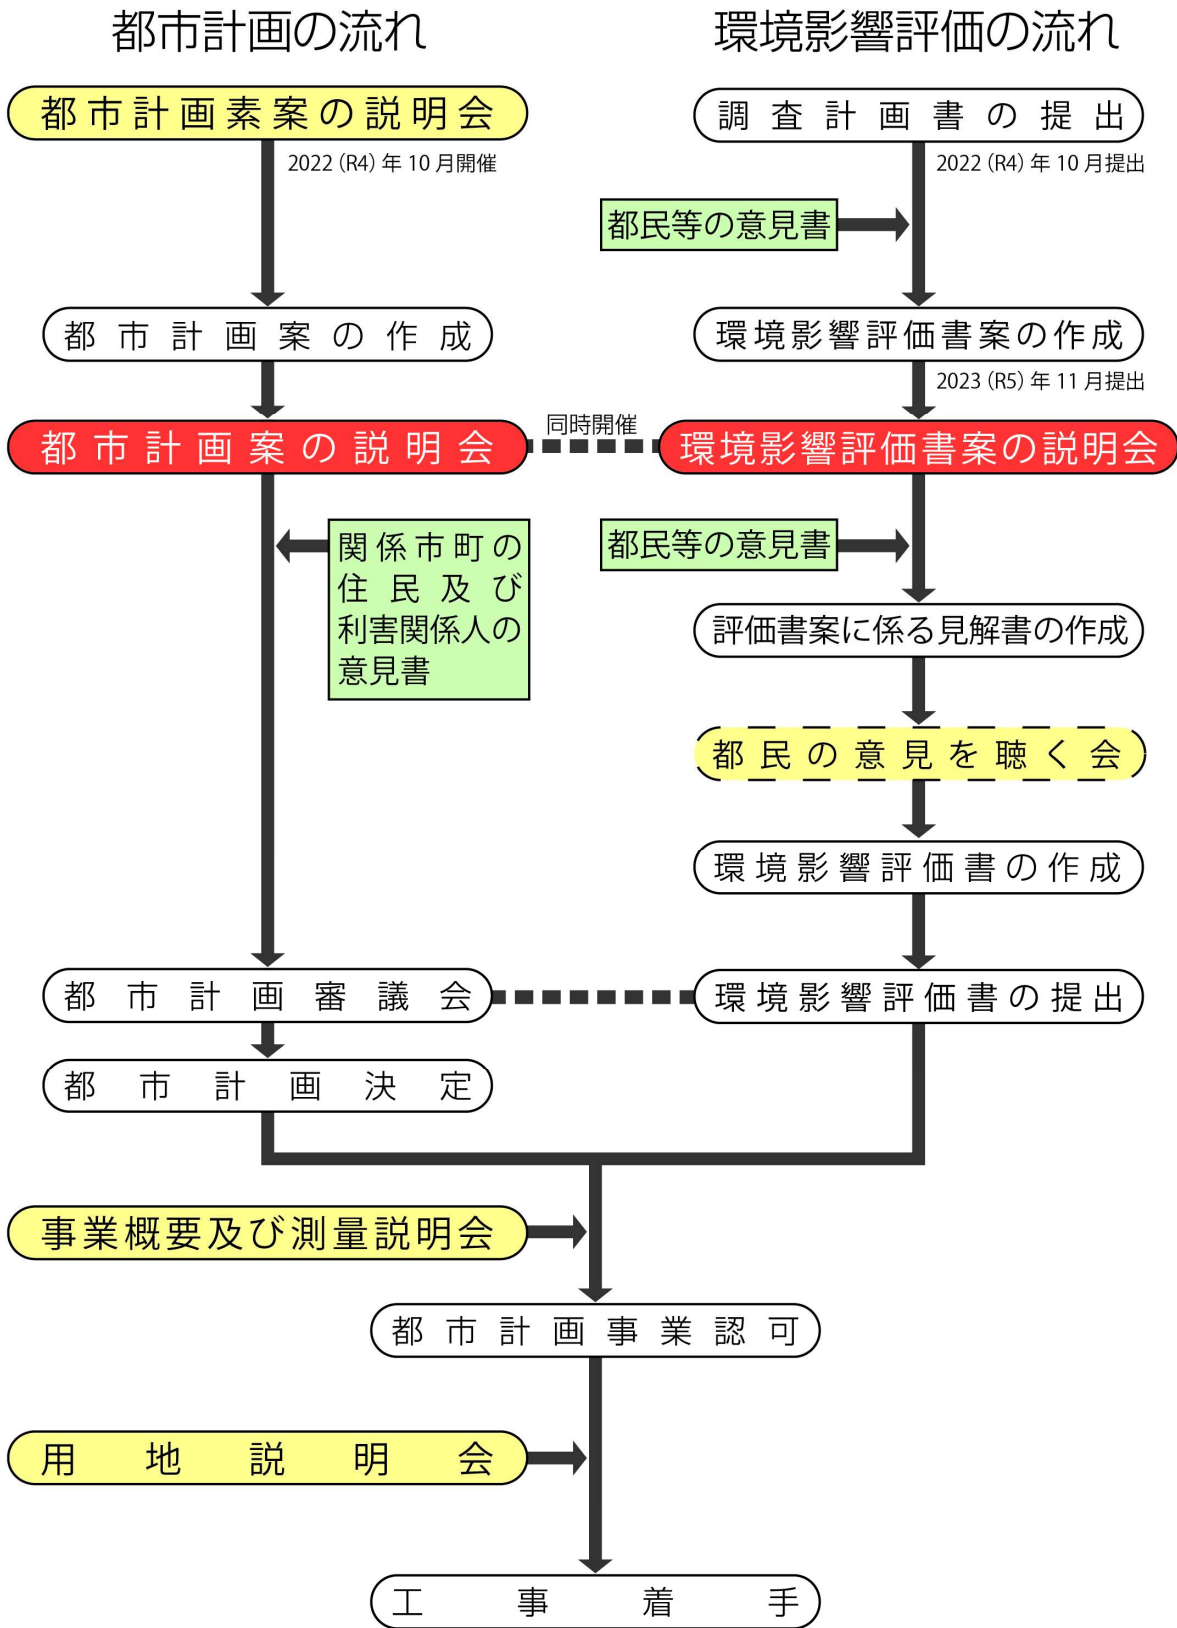 都市計画の流れ
都市計画素案の説明会
2022(R4)年10月開催
都市計画案の作成
都市計画案の説明会
同時開催
関係市町の
住民及び
利害関係人の
意見書
都市計画審議会
都市計画決定
環境影響評価の流れ
調査計画書の提出
2022(R4)年10月提出
都民等の意見書
環境影響評価書案の作成
2023(R5)年11月提出
環境影響評価書案の説明会
都民等の意見書
評価書案に係る見解書の作成
都民の意見を聴く会
環境影響評価書の作成
環境影響評価書の提出
事業概要及び測量説明会
都市計画事業認可
用地説明会
工事着手